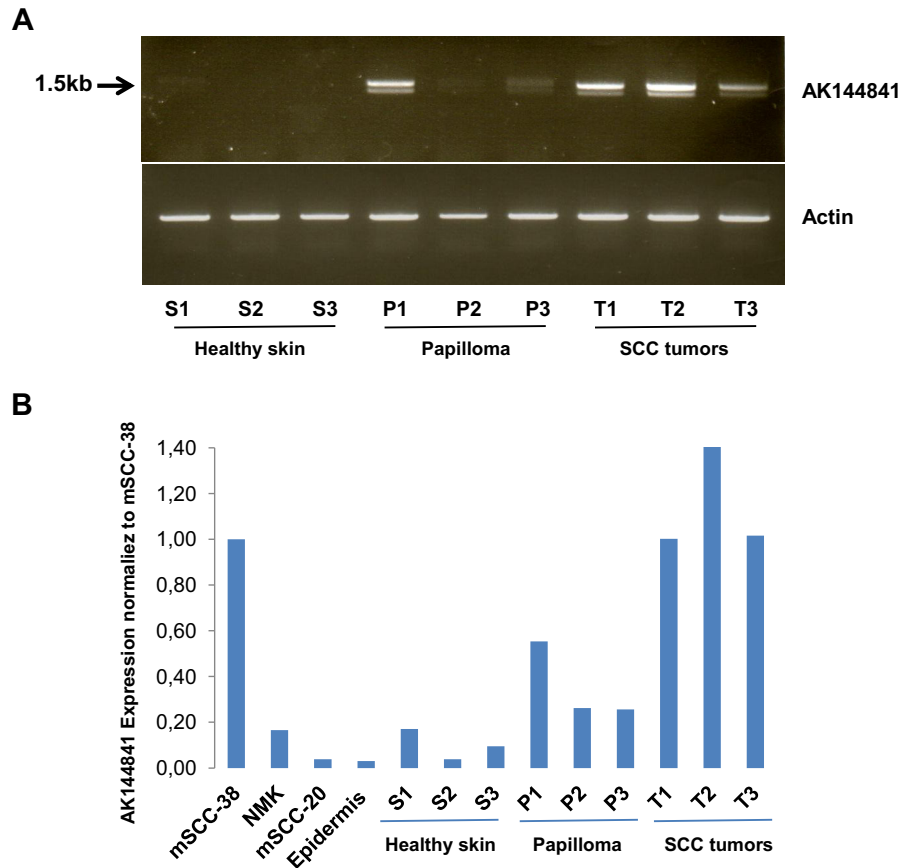 A
1.5kb
AK144841
Actin
S1 S2 S3 P1 P2 P3 T1 T2 T3
Healthy skin Papilloma SCC tumors
B
AK144841 Expression normaliez to mSCC-38
1,40
1,20
1,00
0,80
0,60
0,40
0,20
0,00
mSCC-38 NMK mSCC-20 Epidermis S1 S2 S3 P1 P2 P3 T1 T2 T3
Healthy skin Papilloma SCC tumors